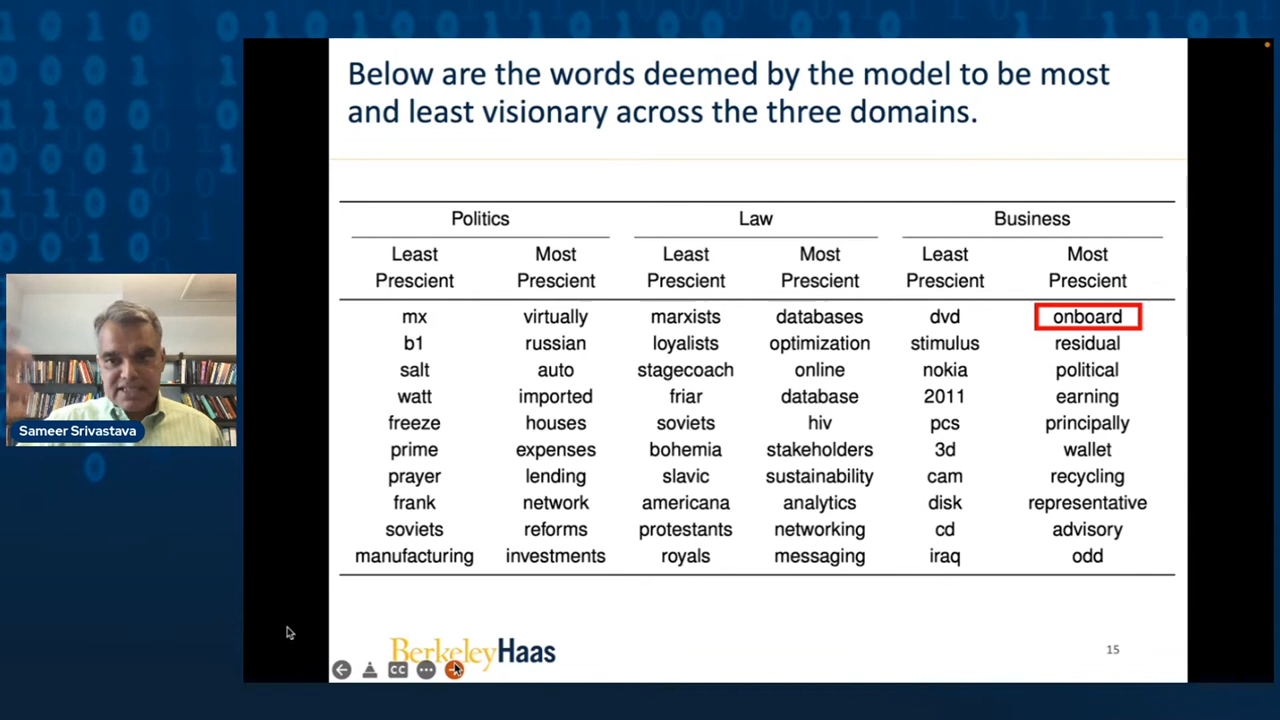 Below are the words deemed by the model to be most
and least visionary across the three domains.
Politics Law Business
Least Most Least Most Least Most
Prescient Prescient Prescient Prescient Prescient Prescient
mx virtually marxists databases dvd onboard
b1 russian loyalists optimization stimulus residual
salt auto stagecoach online nokia political
watt imported friar database 2011 earning
freeze houses soviets hiv pcs principally
prime expenses bohemia stakeholders 3d wallet
prayer lending slavic sustainability cam recycling
frank network americana analytics disk representative
soviets reforms protestants networking cd advisory
manufacturing investments royals messaging iraq odd
Sameer Srivastava
BerkeleyHaas
15
CC